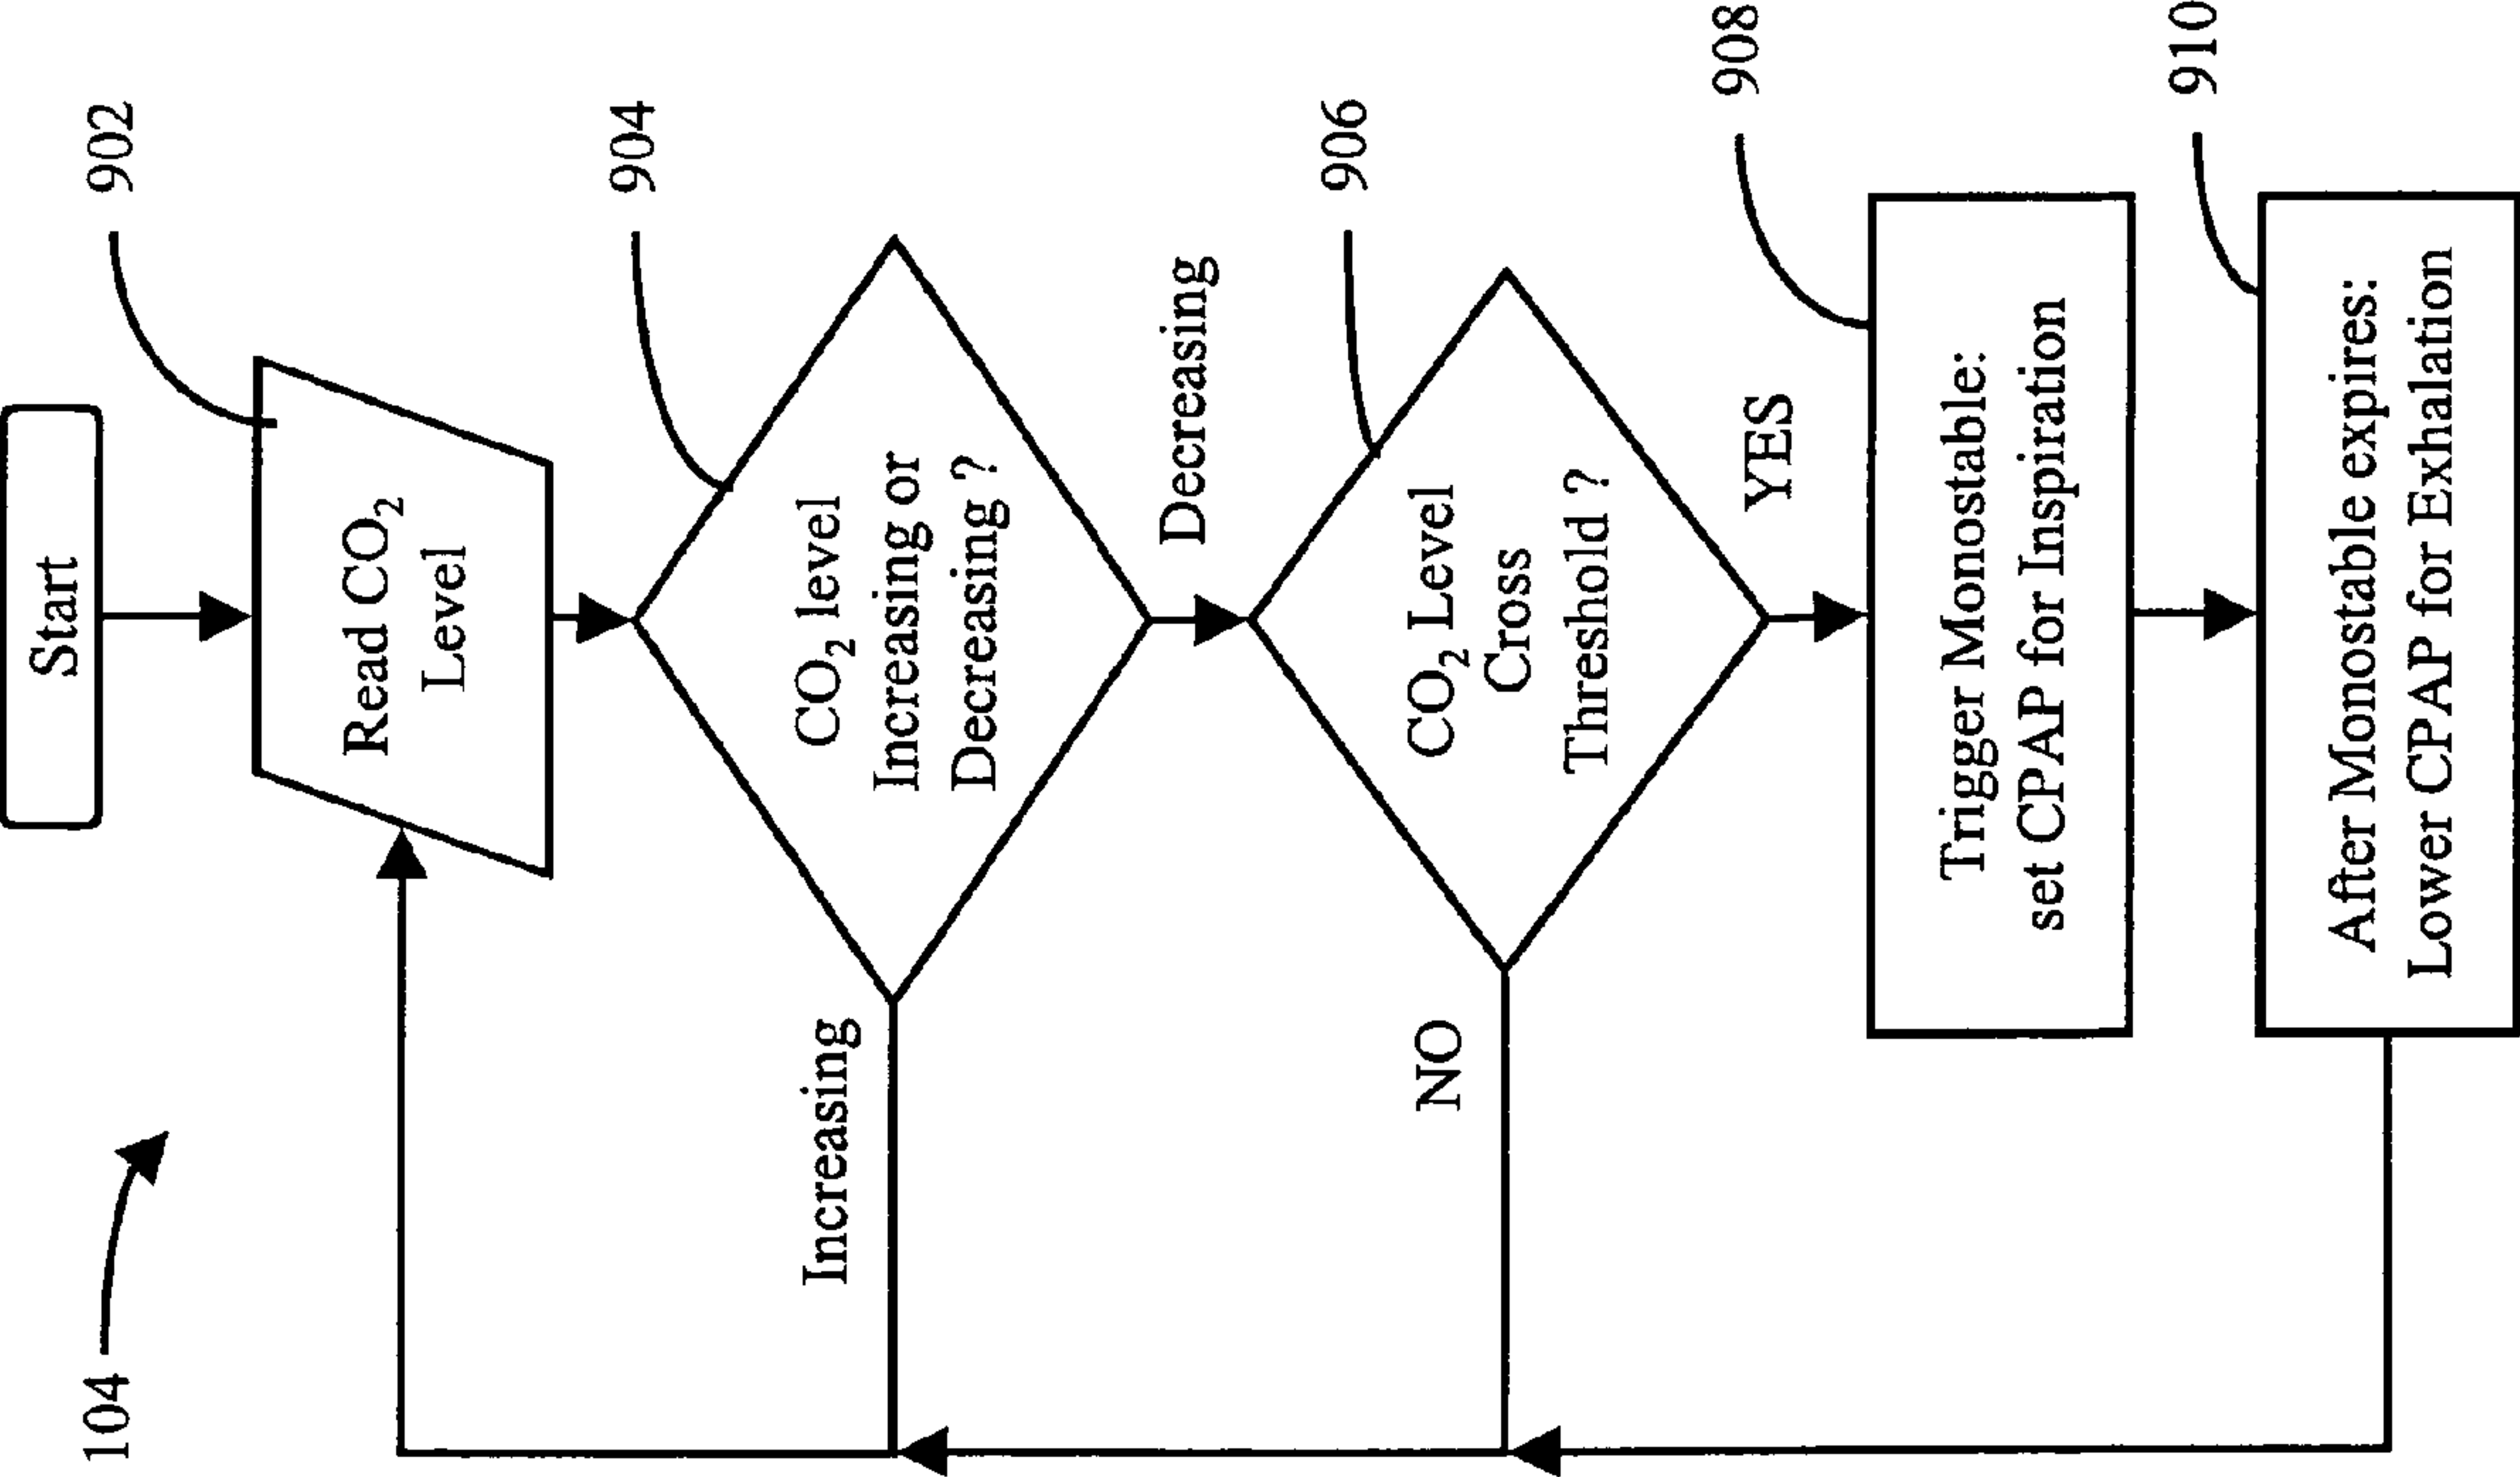 104
Start
902
Read CO₂
Level
904
CO₂ level
Increasing or
Decreasing ?
Increasing
Decreasing
906
CO₂ Level
Cross
Threshold ?
NO
YES
908
Trigger Monostable:
set CPAP for Inspiration
910
After Monostable expires:
Lower CPAP for Exhalation